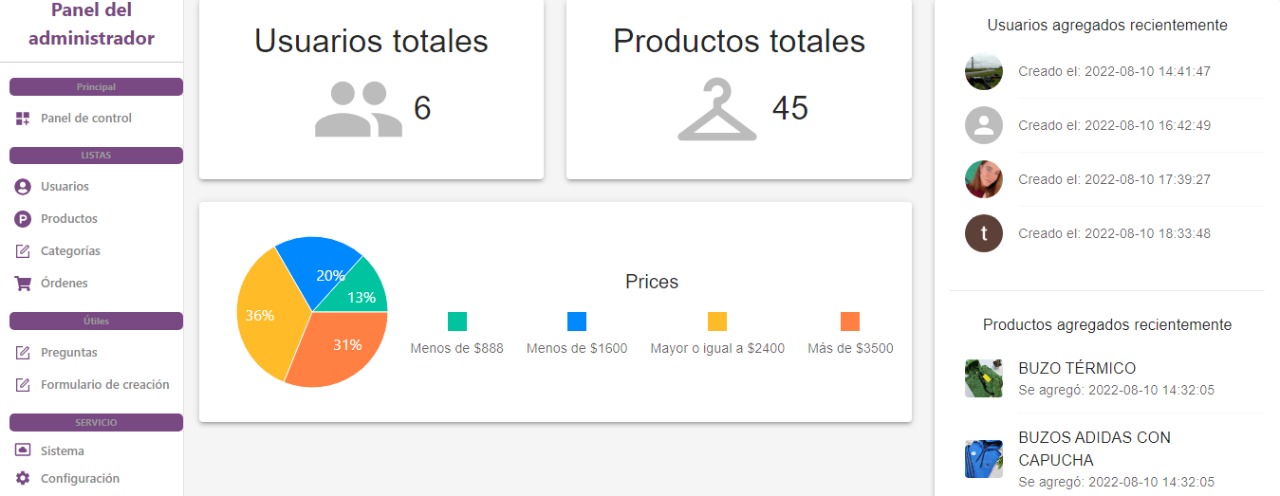 Panel del
administrador
Principal
Panel de control
LISTAS
Usuarios
Productos
Categorías
Órdenes
Útiles
Preguntas
Formulario de creación
SERVICIO
Sistema
Configuración
Usuarios totales
6
Productos totales
45
20%
13%
36%
31%
Prices
Menos de $888
Menos de $1600
Mayor o igual a $2400
Más de $3500
Usuarios agregados recientemente
Creado el: 2022-08-10 14:41:47
Creado el: 2022-08-10 16:42:49
Creado el: 2022-08-10 17:39:27
t
Creado el: 2022-08-10 18:33:48
Productos agregados recientemente
BUZO TÉRMICO
Se agregó: 2022-08-10 14:32:05
BUZOS ADIDAS CON
CAPUCHA
Se agregó: 2022-08-10 14:32:05